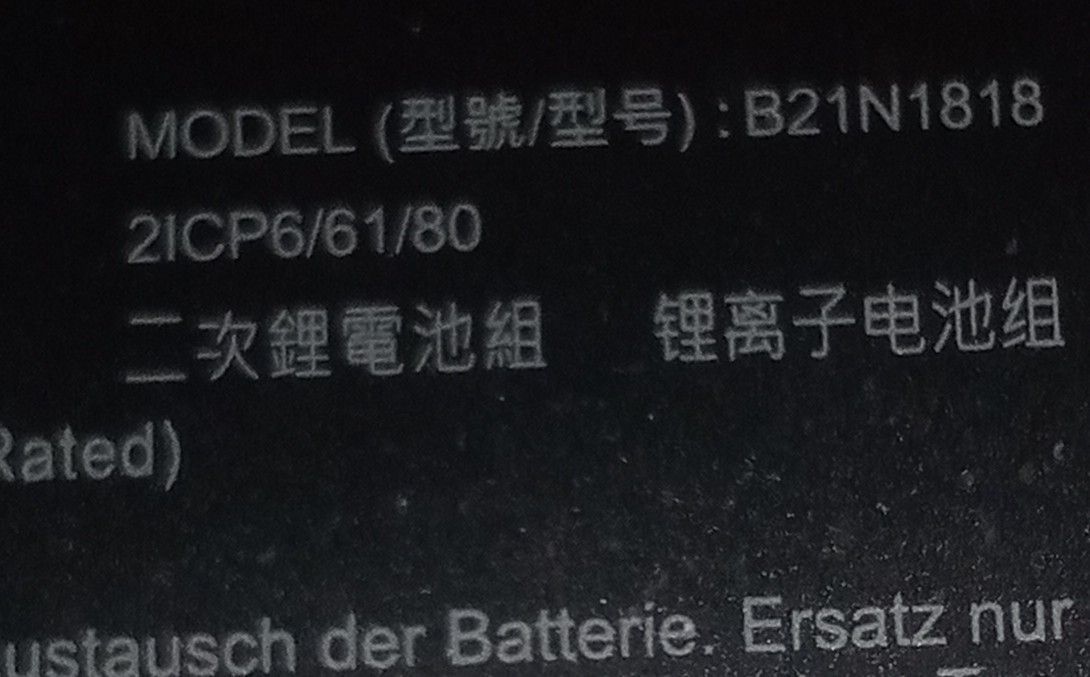 MODEL (型號/型号) : B21N1818
2ICP6/61/80
二次鋰電池組 锂离子电池组
Rated)
ustausch der Batterie. Ersatz nur